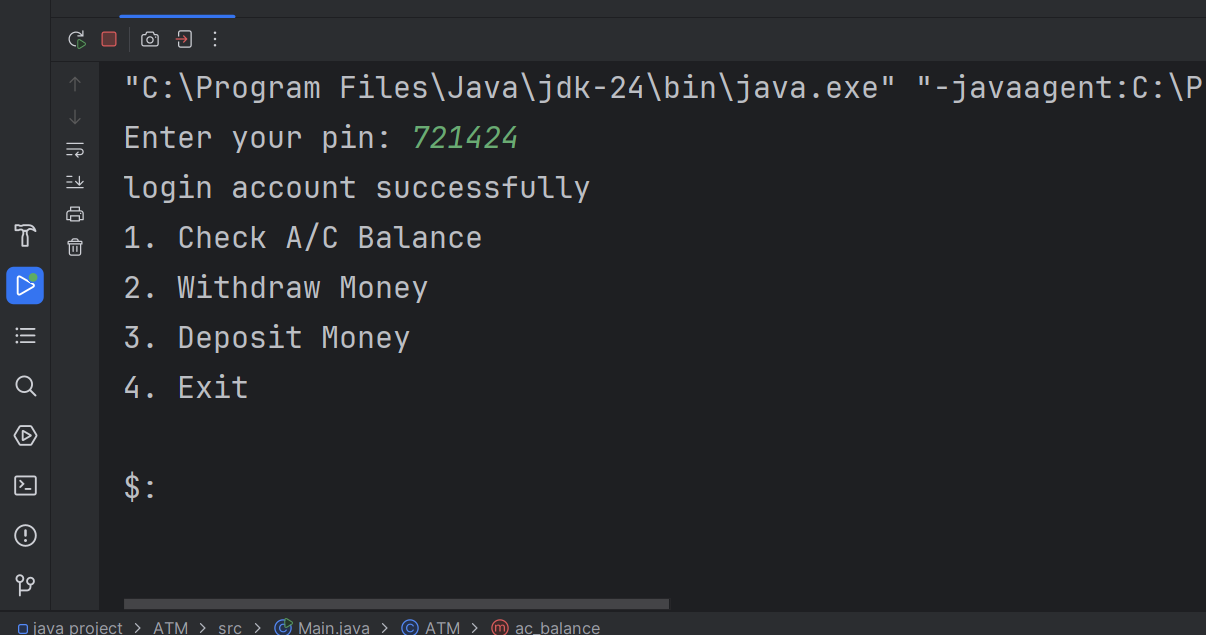 "C:\Program Files\Java\jdk-24\bin\java.exe" "-javaagent:C:\P
Enter your pin: 721424
login account successfully
1. Check A/C Balance
2. Withdraw Money
3. Deposit Money
4. Exit
$:
java project > ATM > src > Main.java > ATM > ac_balance